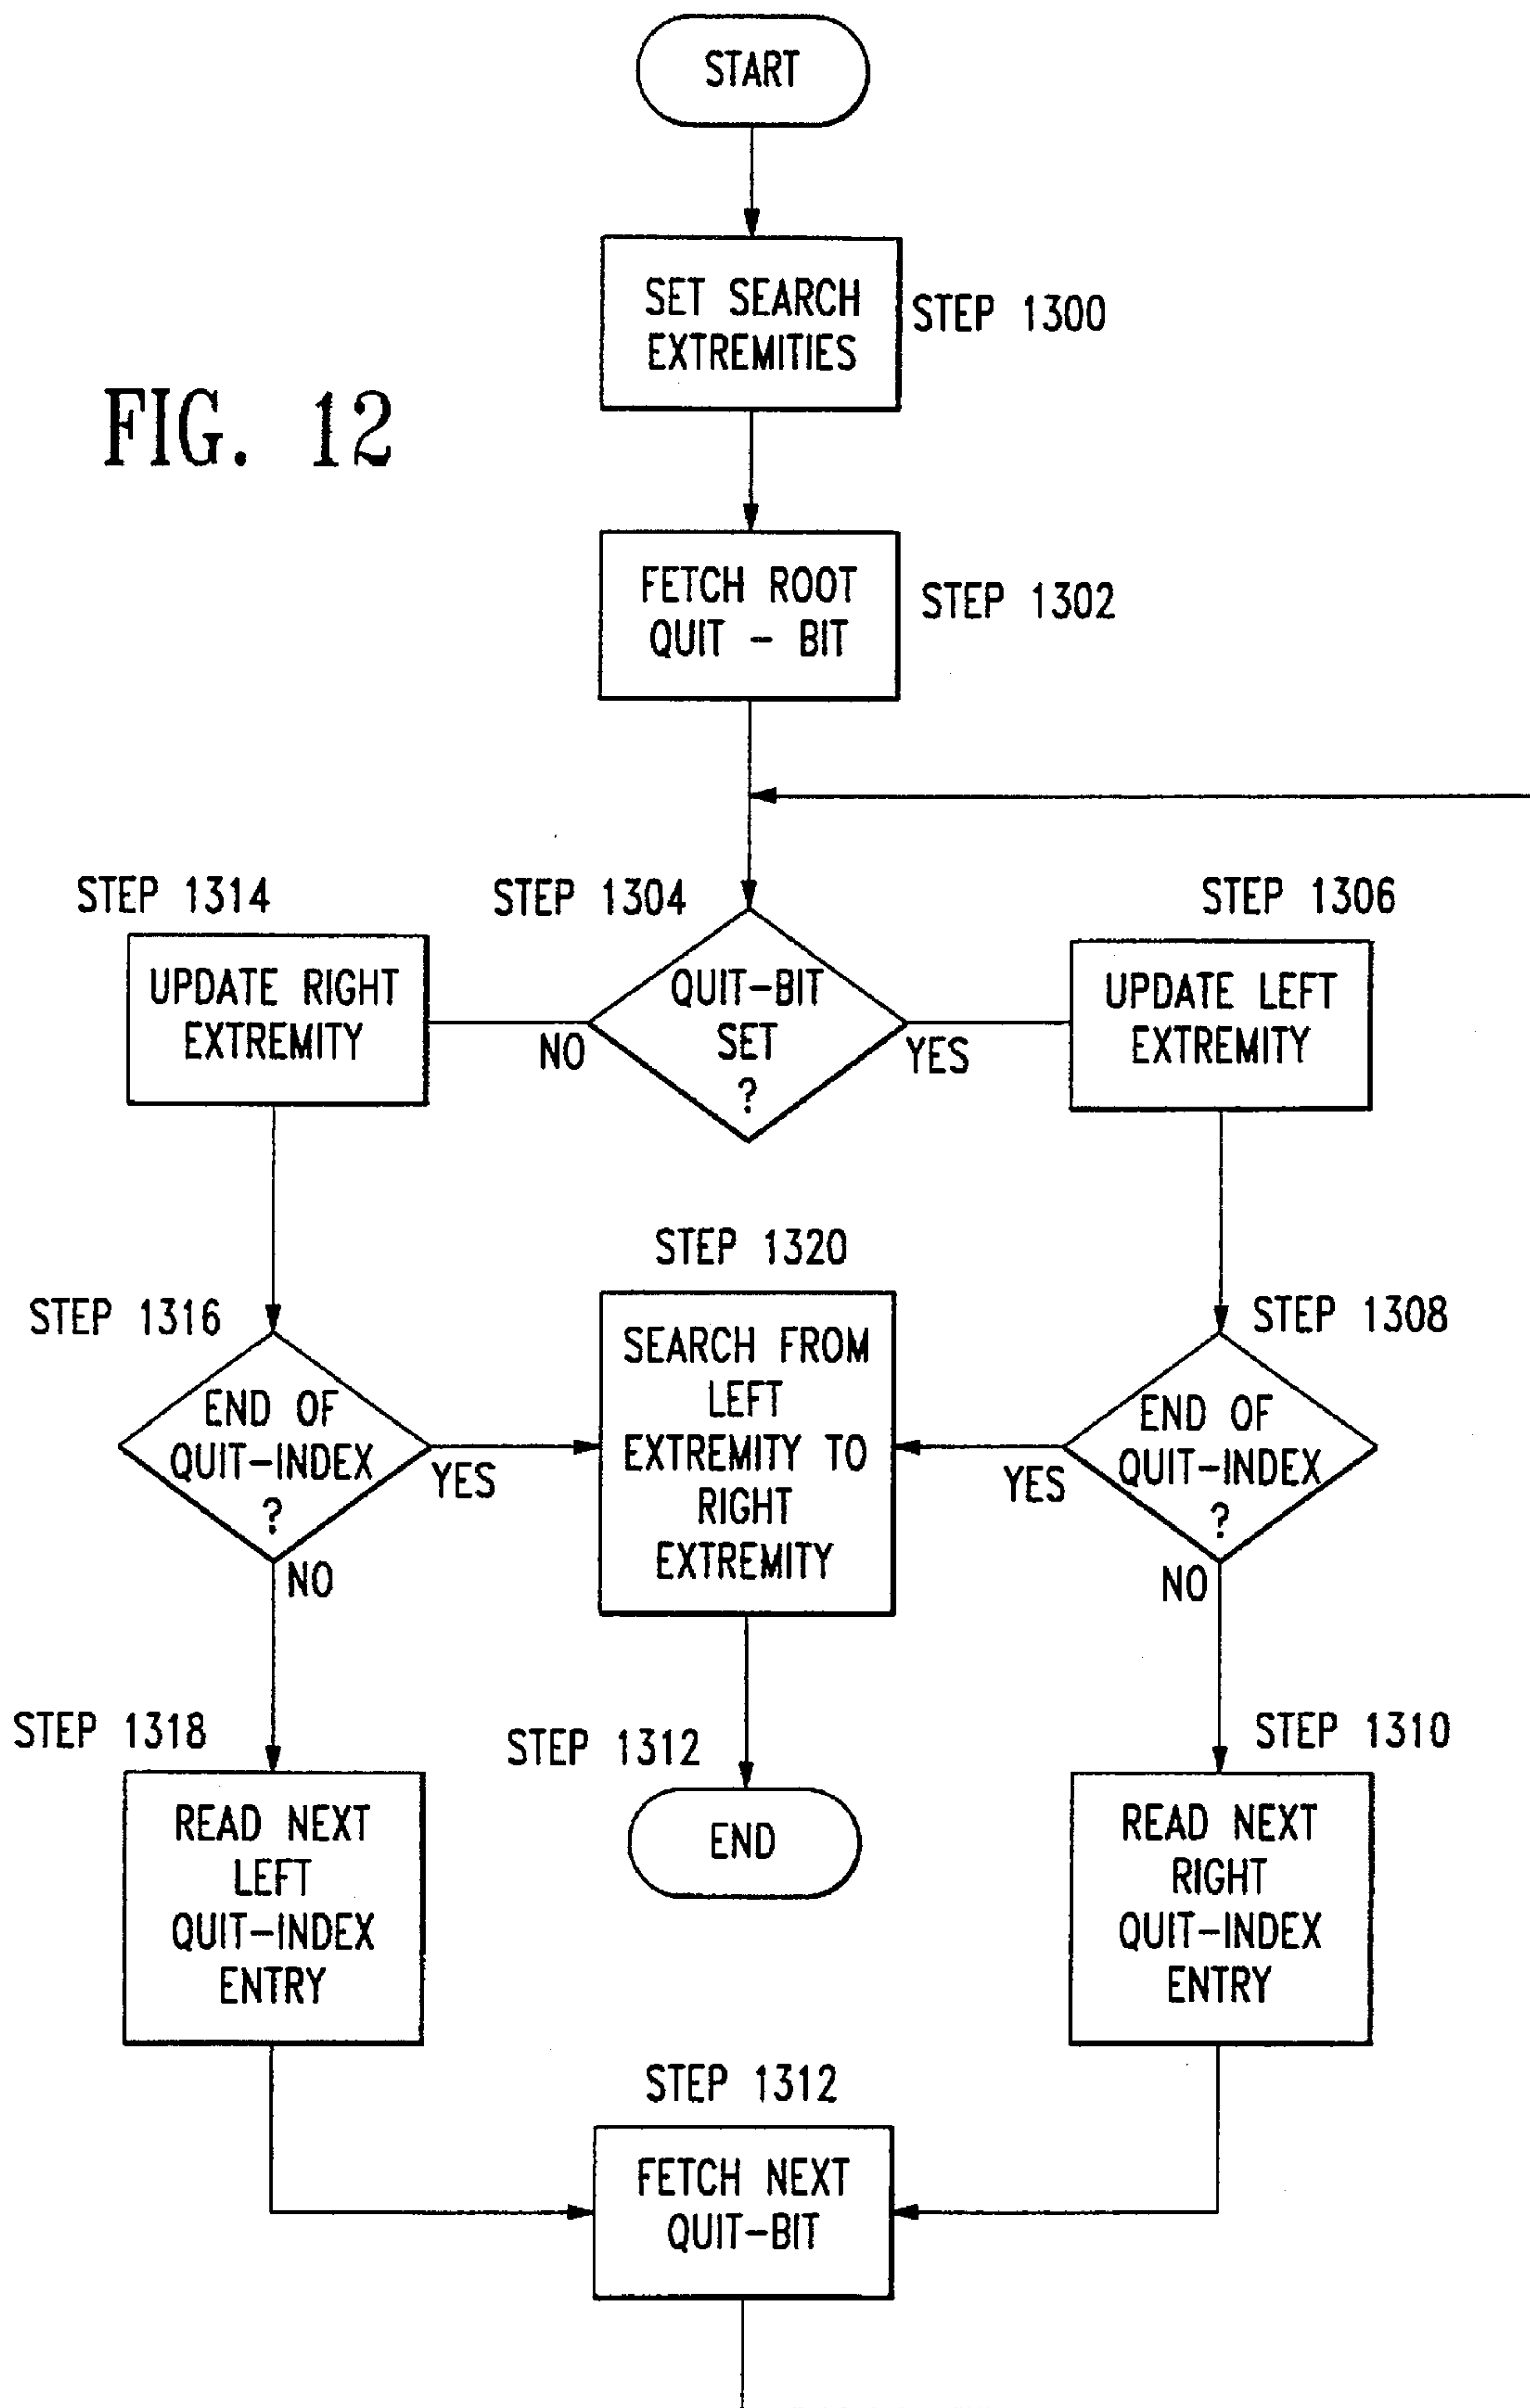 START
SET SEARCH
EXTREMITIES
STEP 1300
FIG. 12
FETCH ROOT
QUIT - BIT
STEP 1302
STEP 1314
STEP 1304
STEP 1306
UPDATE RIGHT
EXTREMITY
QUIT-BIT
SET
?
NO
YES
UPDATE LEFT
EXTREMITY
STEP 1320
STEP 1316
STEP 1308
END OF
QUIT-INDEX
?
YES
NO
SEARCH FROM
LEFT
EXTREMITY TO
RIGHT
EXTREMITY
END OF
QUIT-INDEX
?
YES
NO
STEP 1318
STEP 1312
STEP 1310
READ NEXT
LEFT
QUIT-INDEX
ENTRY
END
READ NEXT
RIGHT
QUIT-INDEX
ENTRY
STEP 1312
FETCH NEXT
QUIT-BIT